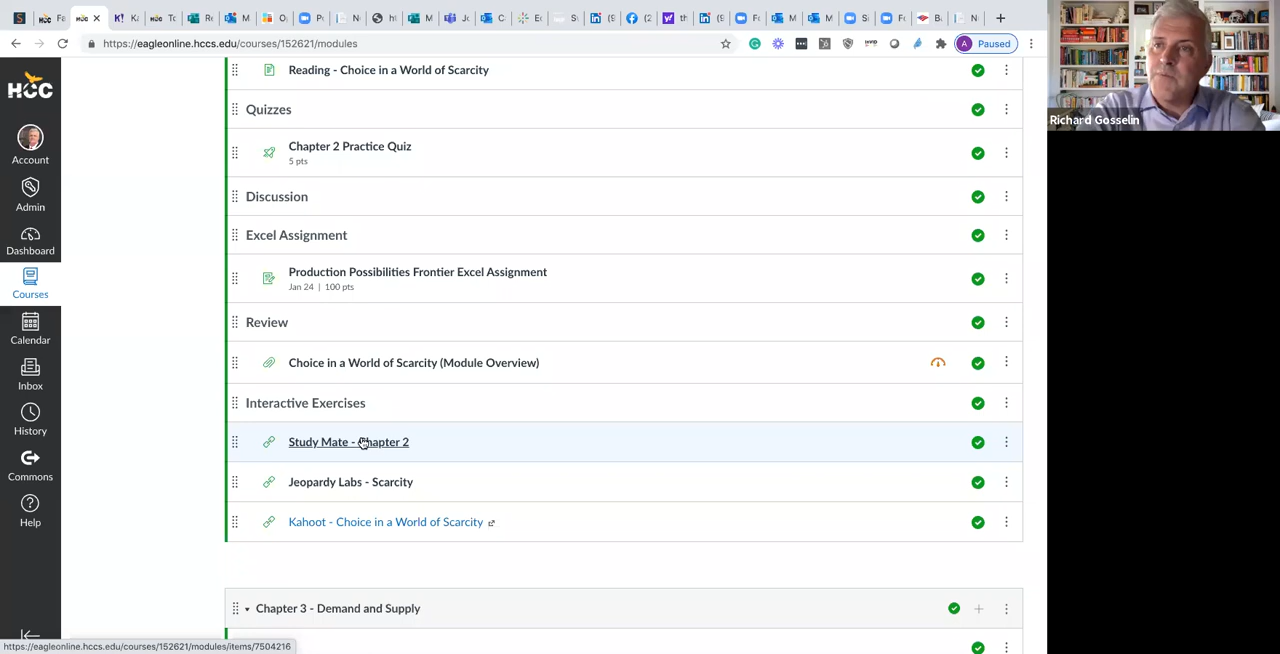 https://eagleonline.hccs.edu/courses/152621/modules
A Paused
HCC
Account
Admin
Dashboard
Courses
Calendar
Inbox
History
Commons
Help
Reading - Choice in a World of Scarcity
Quizzes
Chapter 2 Practice Quiz
5 pts
Discussion
Excel Assignment
Production Possibilities Frontier Excel Assignment
Jan 24 | 100 pts
Review
Choice in a World of Scarcity (Module Overview)
Interactive Exercises
Study Mate - Chapter 2
Jeopardy Labs - Scarcity
Kahoot - Choice in a World of Scarcity
Chapter 3 - Demand and Supply
https://eagleonline.hccs.edu/courses/152621/modules/items/7504216
Richard Gosselin